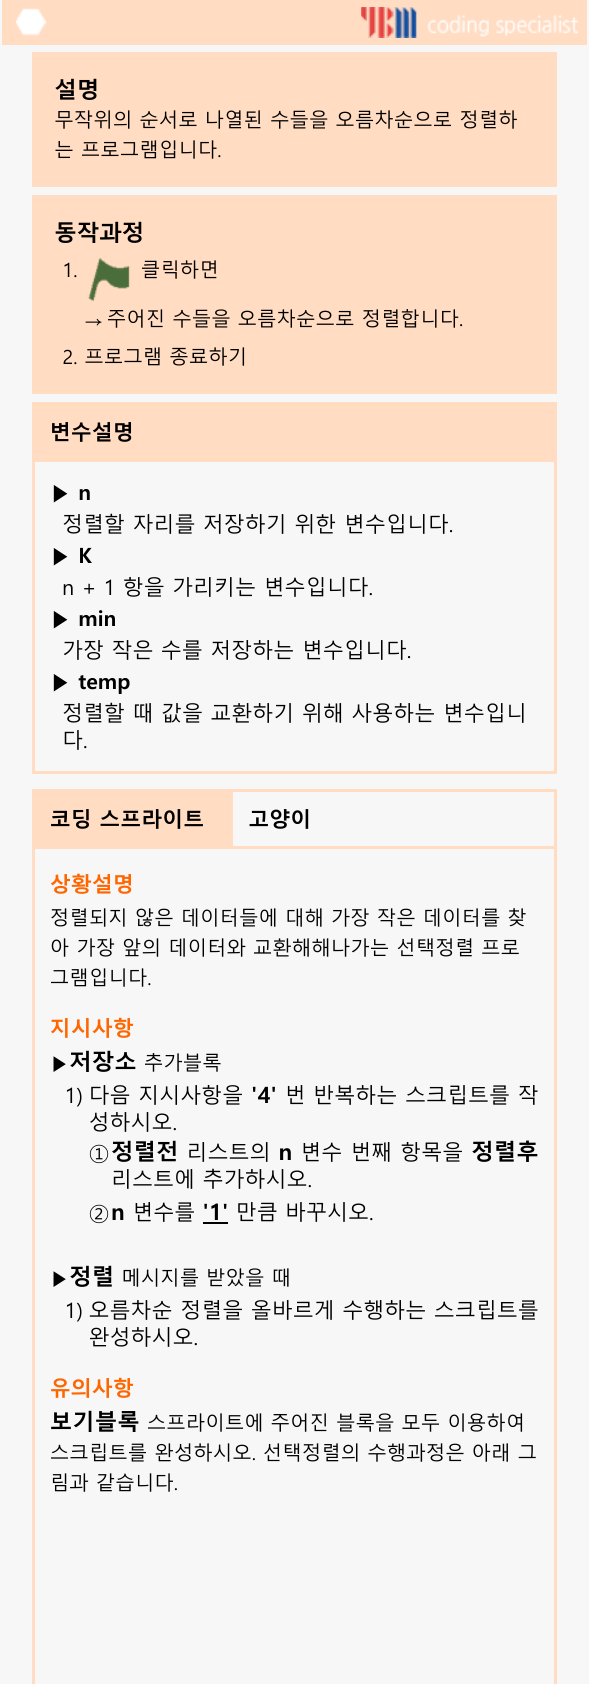 YBM coding specialist
설명
무작위의 순서로 나열된 수들을 오름차순으로 정렬하
는 프로그램입니다.
동작과정
1. 클릭하면
→ 주어진 수들을 오름차순으로 정렬합니다.
2. 프로그램 종료하기
변수설명
▶ n
정렬할 자리를 저장하기 위한 변수입니다.
▶ K
n + 1 항을 가리키는 변수입니다.
▶ min
가장 작은 수를 저장하는 변수입니다.
▶ temp
정렬할 때 값을 교환하기 위해 사용하는 변수입니
다.
코딩 스프라이트 고양이
상황설명
정렬되지 않은 데이터들에 대해 가장 작은 데이터를 찾
아 가장 앞의 데이터와 교환해해나가는 선택정렬 프로
그램입니다.
지시사항
▶저장소 추가블록
1) 다음 지시사항을 '4' 번 반복하는 스크립트를 작
성하시오.
①정렬전 리스트의 n 변수 번째 항목을 정렬후
리스트에 추가하시오.
②n 변수를 '1' 만큼 바꾸시오.
▶정렬 메시지를 받았을 때
1) 오름차순 정렬을 올바르게 수행하는 스크립트를
완성하시오.
유의사항
보기블록 스프라이트에 주어진 블록을 모두 이용하여
스크립트를 완성하시오. 선택정렬의 수행과정은 아래 그
림과 같습니다.